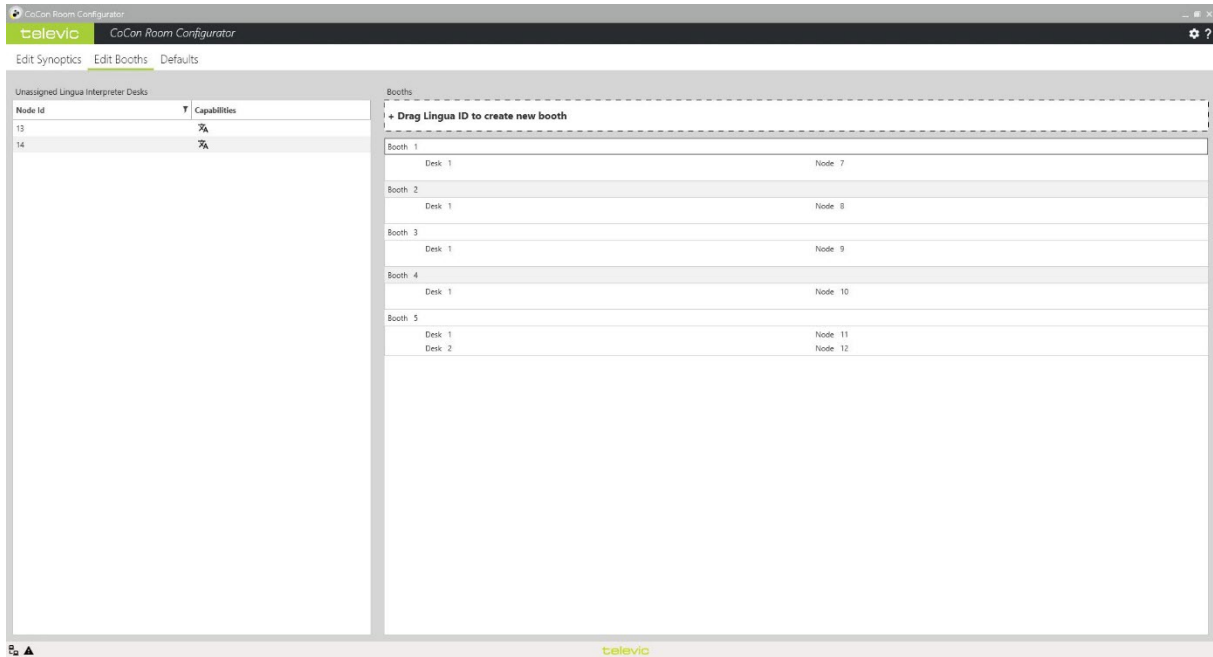 CoCon Room Configurator
televic CoCon Room Configurator ?
Edit Synoptics Edit Booths Defaults
Unassigned Lingua Interpreter Desks
Node Id Capabilities
13
14
Booths
+ Drag Lingua ID to create new booth
Booth 1
Desk 1 Node 7
Booth 2
Desk 1 Node 8
Booth 3
Desk 1 Node 9
Booth 4
Desk 1 Node 10
Booth 5
Desk 1 Node 11
Desk 2 Node 12
televic